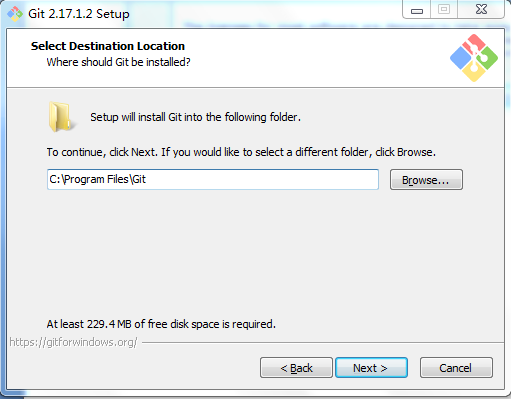 Git 2.17.1.2 Setup
Select Destination Location
Where should Git be installed?
Setup will install Git into the following folder.
To continue, click Next. If you would like to select a different folder, click Browse.
C:\Program Files\Git
Browse...
At least 229.4 MB of free disk space is required.
https://gitforwindows.org/
< Back
Next >
Cancel